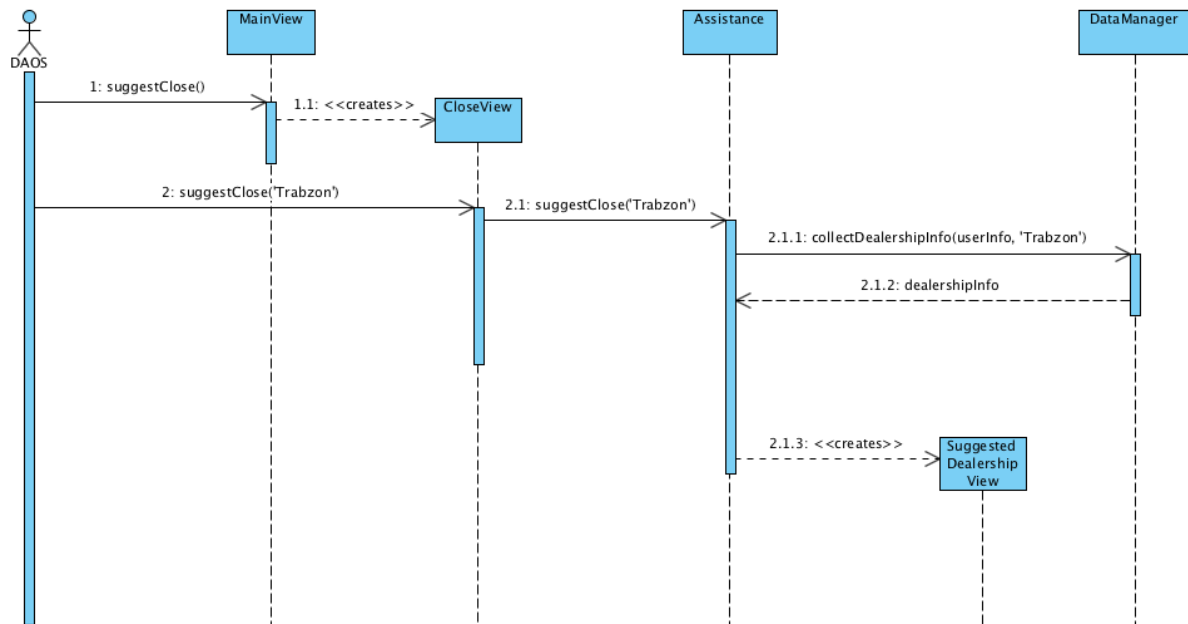 MainView
Assistance
DataManager
DAOS
1: suggestClose()
1.1: <<creates>>
CloseView
2: suggestClose('Trabzon')
2.1: suggestClose('Trabzon')
2.1.1: collectDealershipInfo(userInfo, 'Trabzon')
2.1.2: dealershipInfo
2.1.3: <<creates>>
Suggested
Dealership
View